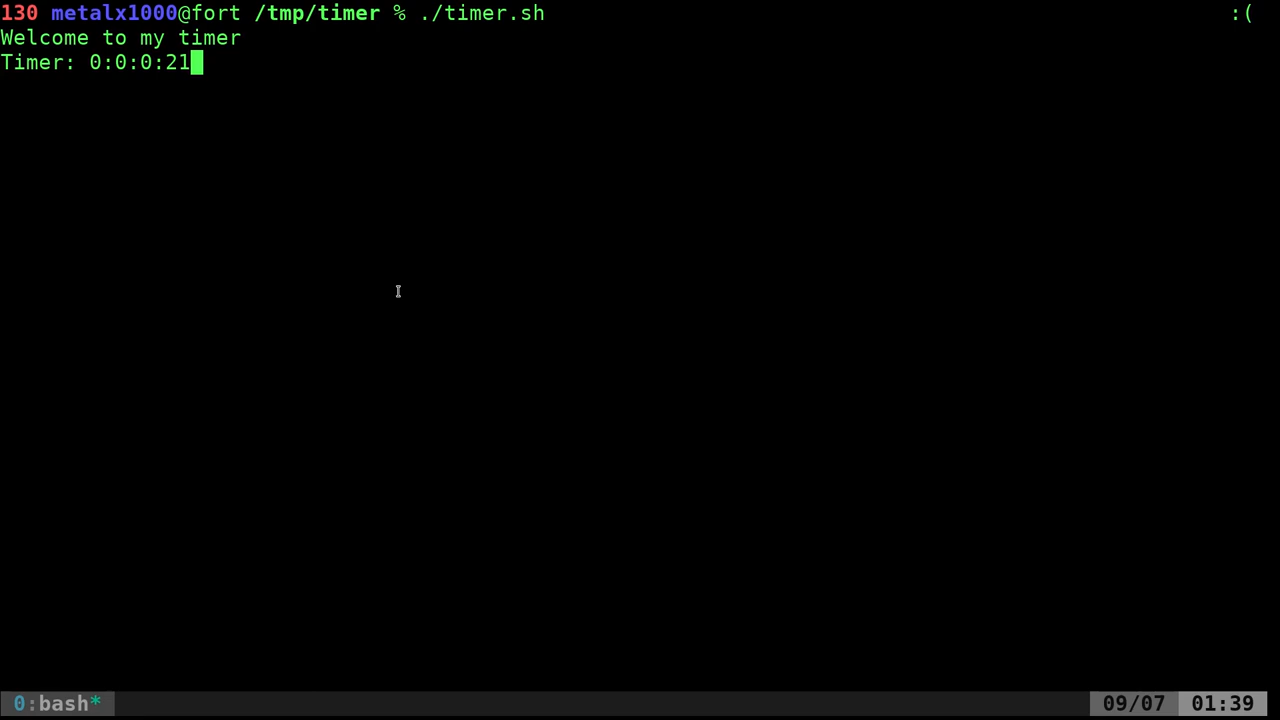 130 metalx1000@fort /tmp/timer % ./timer.sh :(
Welcome to my timer
Timer: 0:0:0:21
0:bash* 09/07 01:39